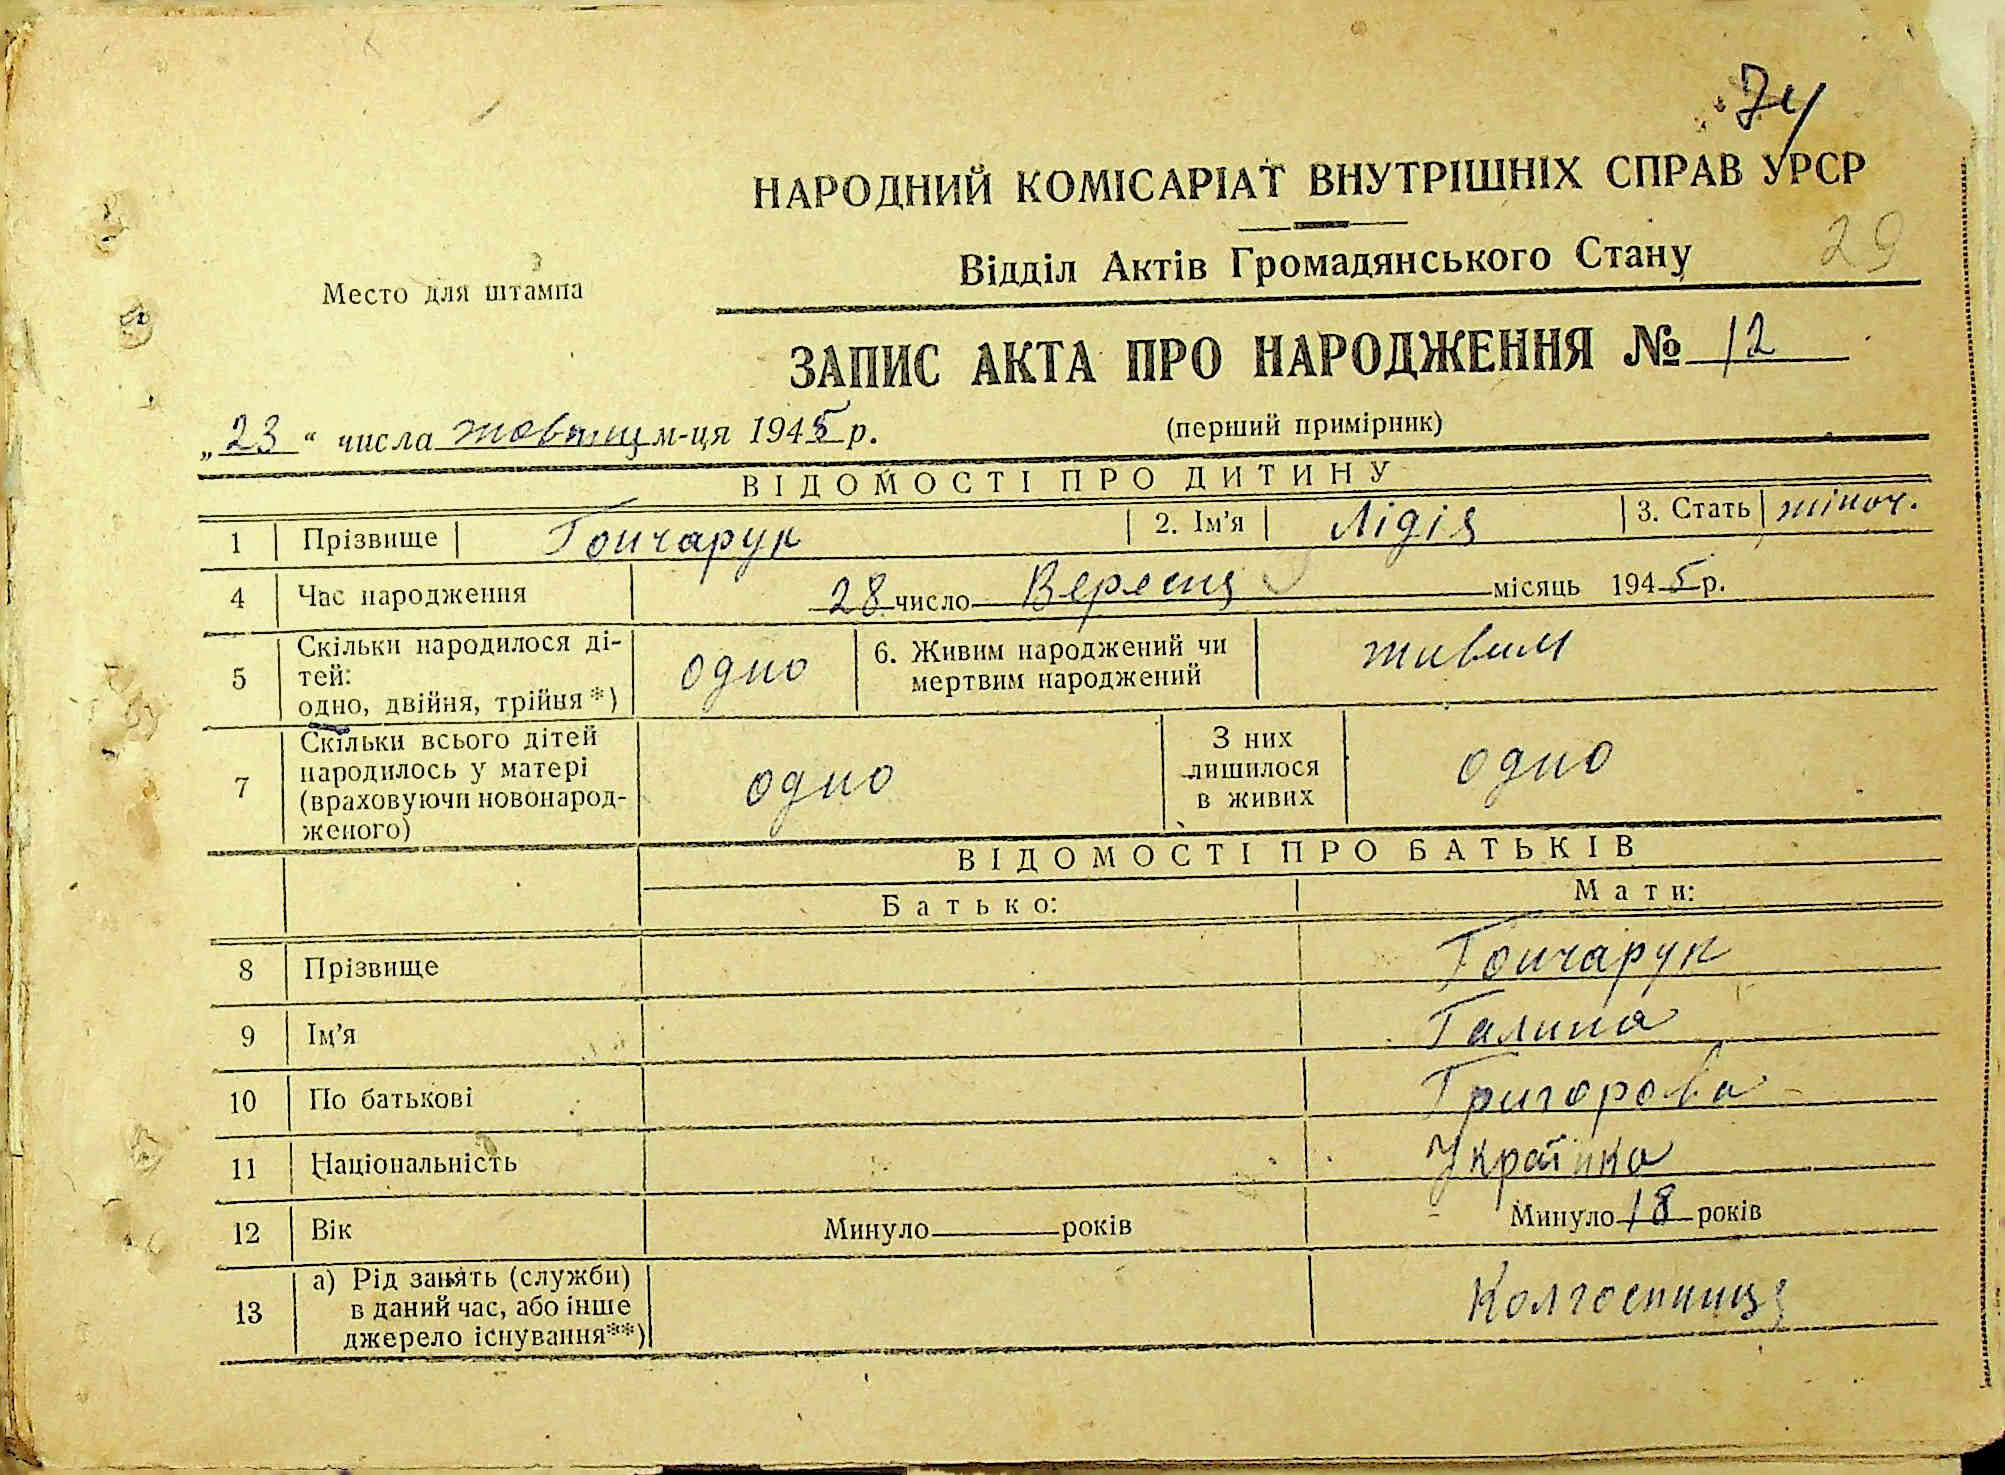 74
НАРОДНИЙ КОМІСАРІАТ ВНУТРІШНІХ СПРАВ УРСР
29
Место для штампа
Відділ Актів Громадянського Стану
ЗАПИС АКТА ПРО НАРОДЖЕННЯ № 12
„23“ числа жовтня м-ця 1945 р.
(перший примірник)
ВІДОМОСТІ ПРО ДИТИНУ
1 Прізвище Гончарук 2. Ім'я Лідія 3. Стать жіноч.
4 Час народження 28 число Вересня місяць 1945 р.
5 Скільки народилося ді-
тей:
одно, двійня, трійня *)
одно
6. Живим народжений чи
мертвим народжений
живим
7 Скільки всього дітей
народилось у матері
(враховуючи новонарод-
женого)
одно
З них
лишилося
в живих
одно
ВІДОМОСТІ ПРО БАТЬКІВ
Батько: Мати:
8 Прізвище Гончарук
9 Ім'я Галина
10 По батькові Григорова
11 Національність Українка
12 Вік Минуло років Минуло 18 років
13 а) Рід занять (служби)
в даний час, або інше
джерело існування**)
Колгоспниця